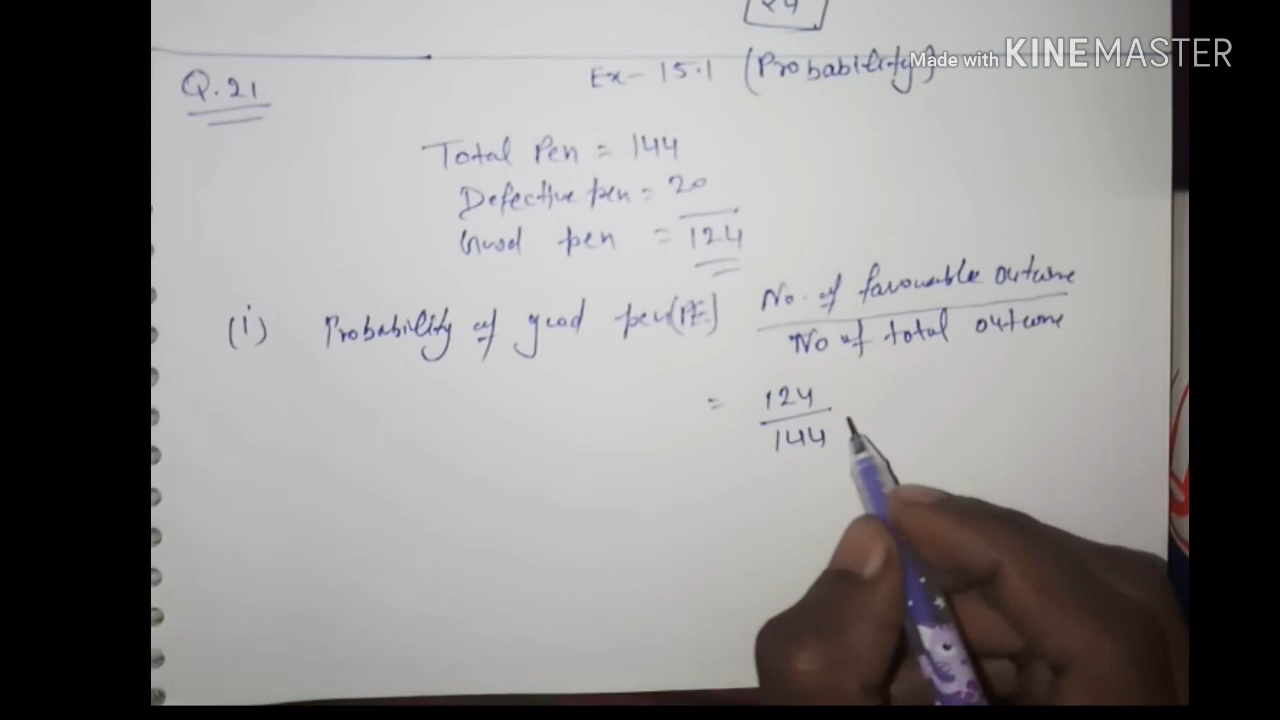 Made with KINEMASTER
Q.21
Ex-15.1 (Probability)
Total Pen = 144
Defective pen = 20
Good pen = 124
(i) Probability of good pen (PE) No. of favourable outcome
No of total outcome
= 124
144